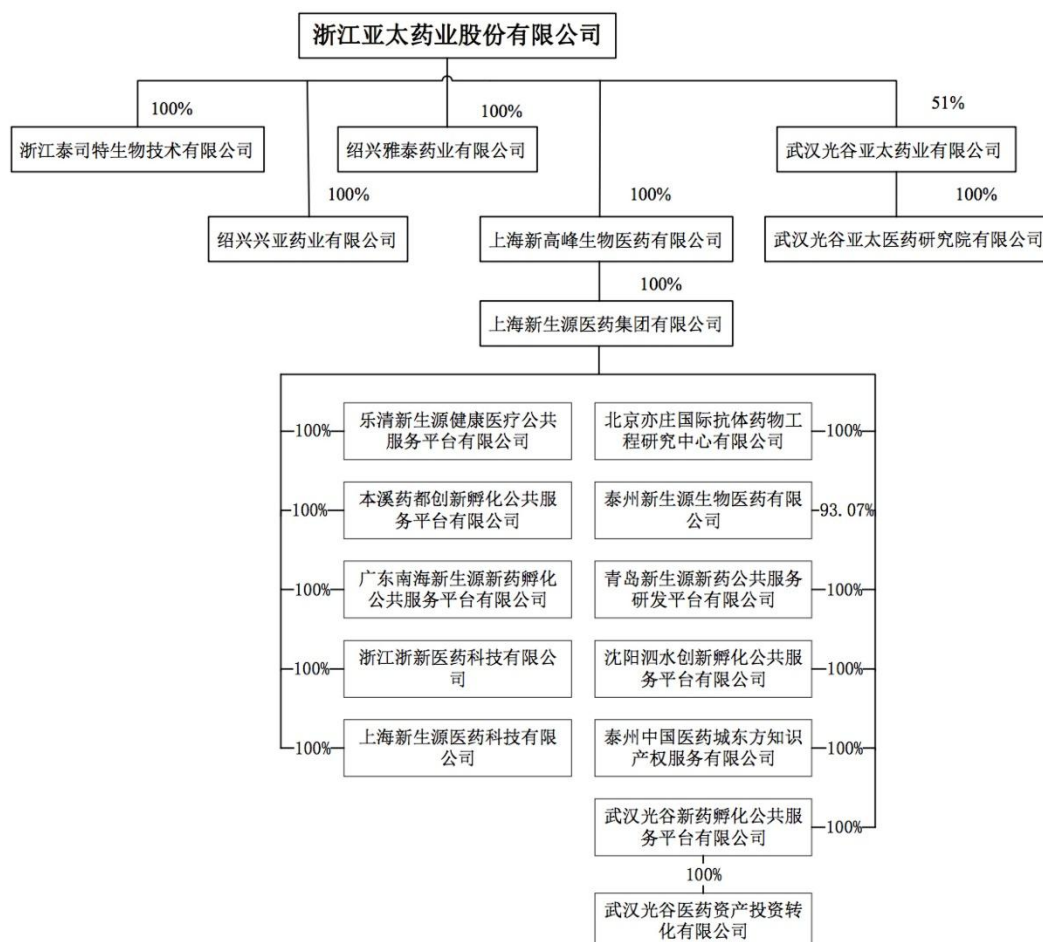 浙江亚太药业股份有限公司
100%
100%
51%
浙江泰司特生物技术有限公司
绍兴雅泰药业有限公司
武汉光谷亚太药业有限公司
100%
100%
100%
绍兴兴亚药业有限公司
上海新高峰生物医药有限公司
武汉光谷亚太医药研究院有限公司
100%
上海新生源医药集团有限公司
100%
乐清新生源健康医疗公共
服务平台有限公司
北京亦庄国际抗体药物工
程研究中心有限公司
100%
100%
本溪药都创新孵化公共服
务平台有限公司
泰州新生源生物医药有限
公司
93.07%
100%
广东南海新生源新药孵化
公共服务平台有限公司
青岛新生源新药公共服务
研发平台有限公司
100%
100%
浙江浙新医药科技有限公
司
沈阳泗水创新孵化公共服
务平台有限公司
100%
100%
上海新生源医药科技有限
公司
泰州中国医药城东方知识
产权服务有限公司
武汉光谷新药孵化公共服
务平台有限公司
100%
100%
武汉光谷医药资产投资转
化有限公司